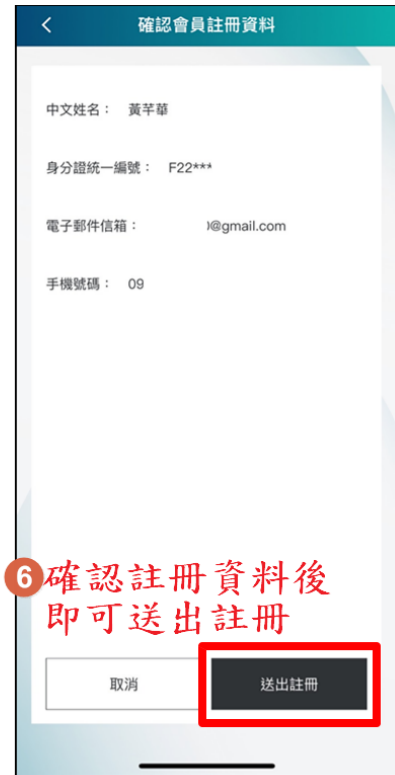 確認會員註冊資料
中文姓名： 黃芊華
身分證統一編號： F22***
電子郵件信箱： @gmail.com
手機號碼： 09
6 確認註冊資料後
即可送出註冊
取消 送出註冊